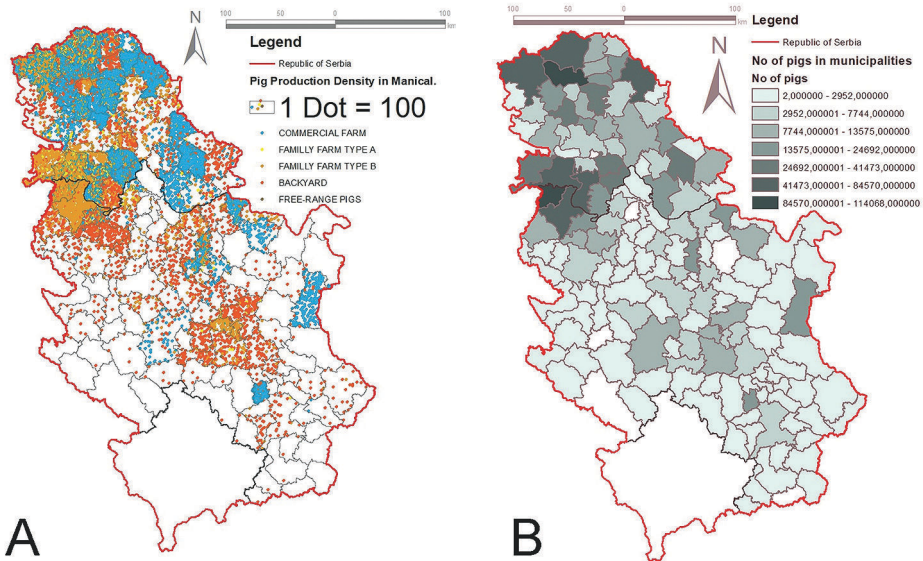 100
50
0
100
km
N
Legend
Republic of Serbia
Pig Production Density in Manical.
1 Dot = 100
COMMERCIAL FARM
FAMILLY FARM TYPE A
FAMILLY FARM TYPE B
BACKYARD
FREE-RANGE PIGS
A
100
50
0
100
km
N
Legend
Republic of Serbia
No of pigs in municipalities
No of pigs
2,000000 - 2952,000000
2952,000001 - 7744,000000
7744,000001 - 13575,000000
13575,000001 - 24692,000000
24692,000001 - 41473,000000
41473,000001 - 84570,000000
84570,000001 - 114068,000000
B